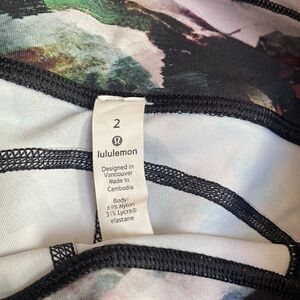 2
lululemon
Designed in
Vancouver
Made in
Cambodia
Body:
69% Nylon
31% Lycra®
elastane